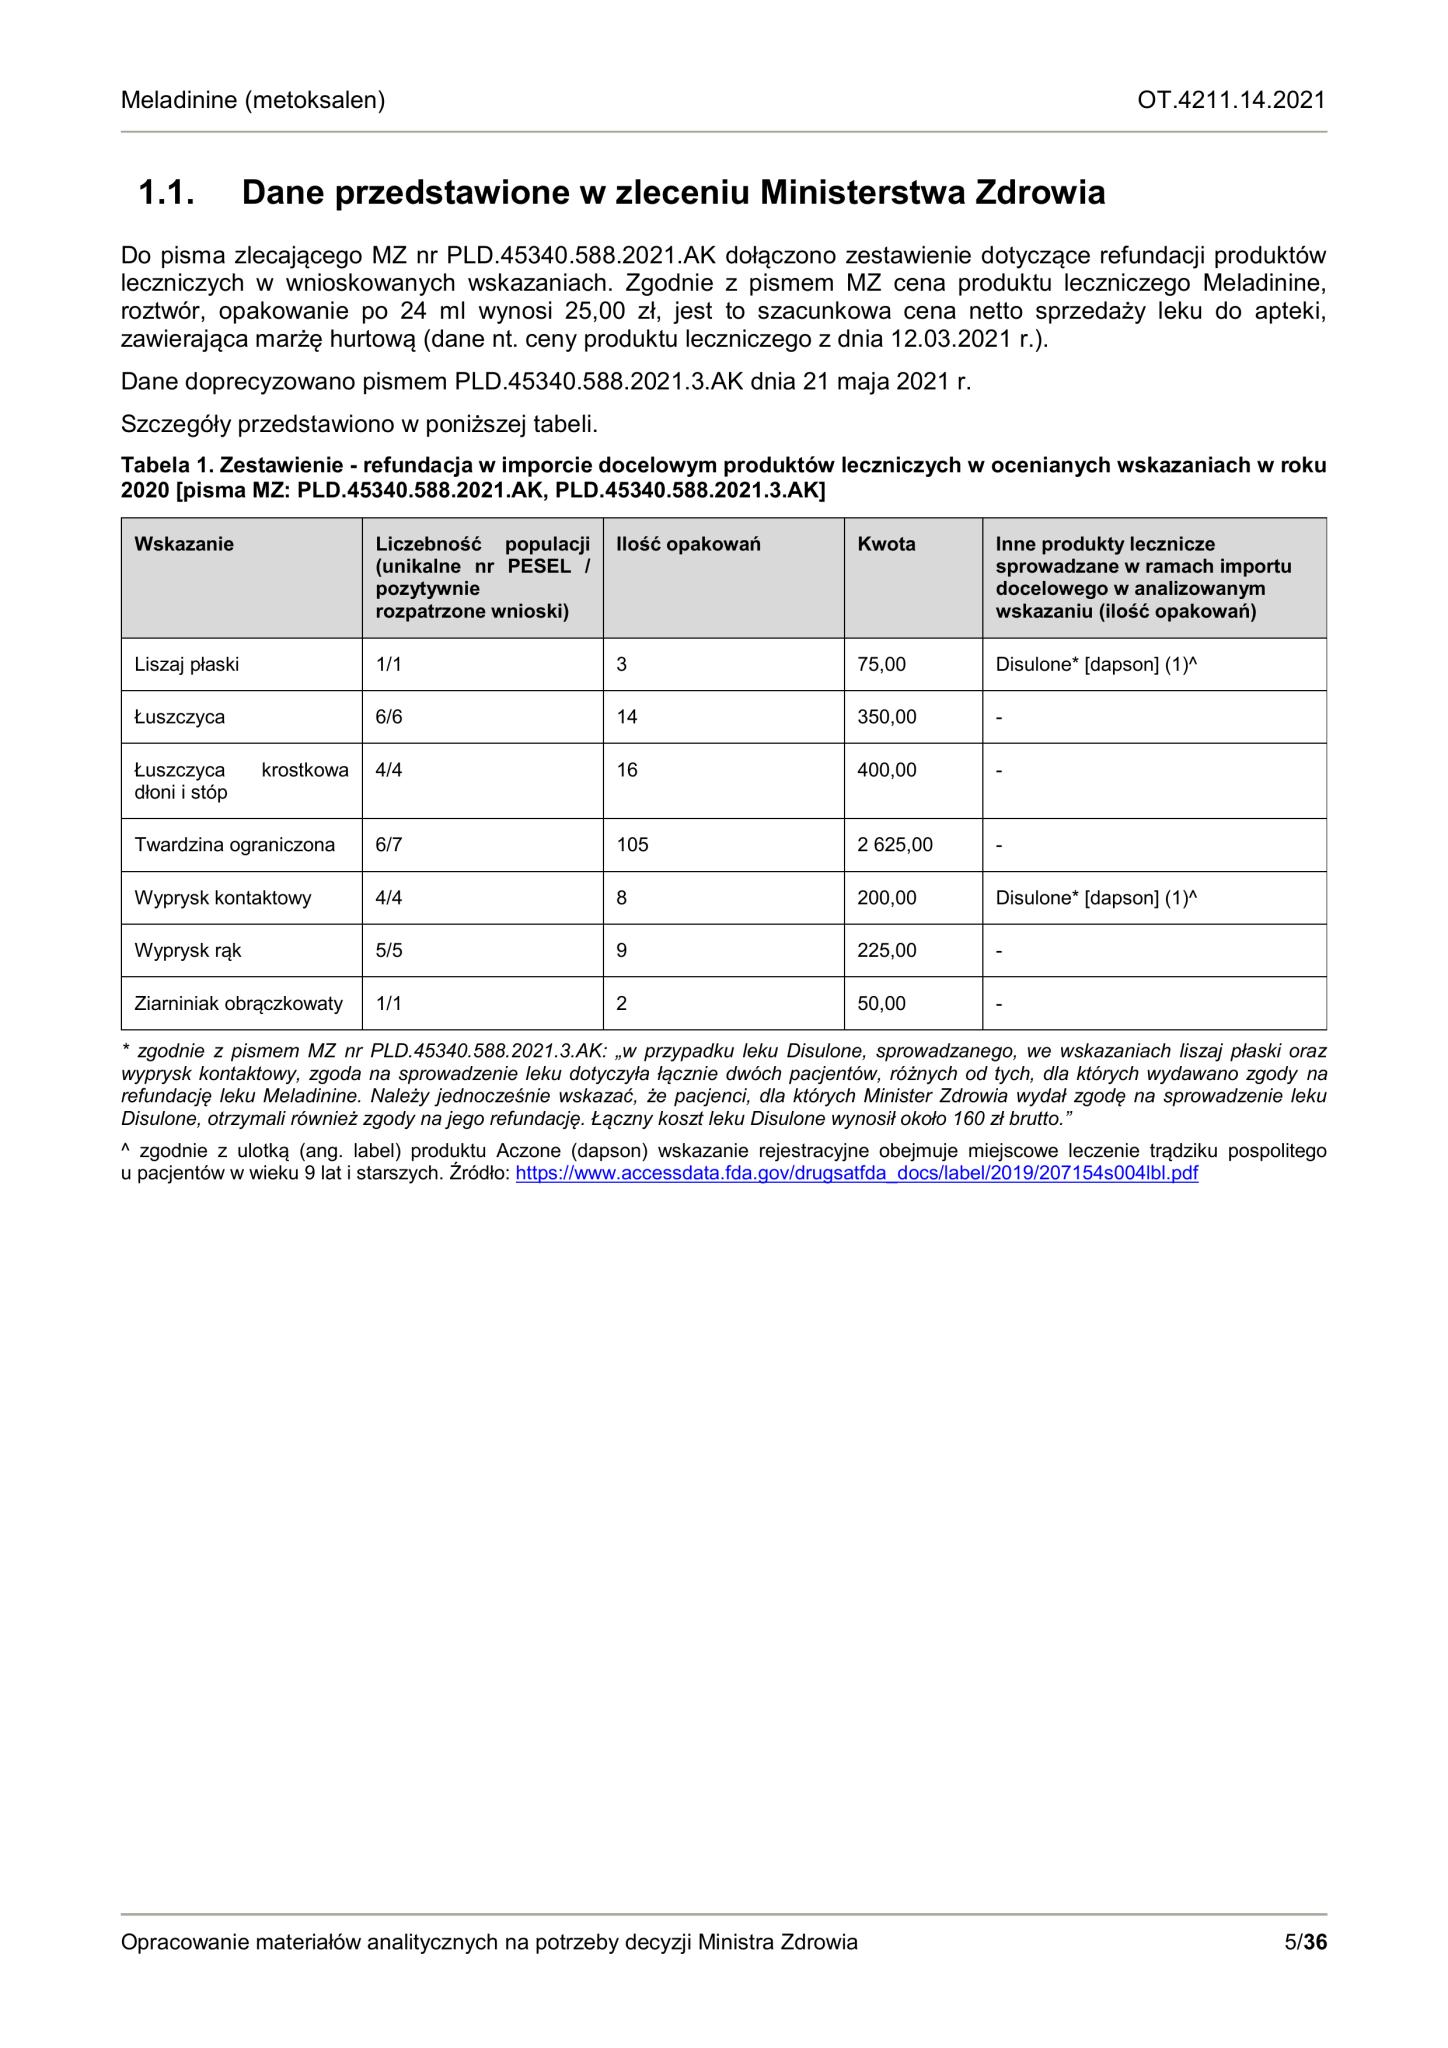 Meladinine (metoksalen) OT.4211.14.2021
1.1. Dane przedstawione w zleceniu Ministerstwa Zdrowia
Do pisma zlecającego MZ nr PLD.45340.588.2021.AK dołączono zestawienie dotyczące refundacji produktów
leczniczych w wnioskowanych wskazaniach. Zgodnie z pismem MZ cena produktu leczniczego Meladinine,
roztwór, opakowanie po 24 ml wynosi 25,00 zł, jest to szacunkowa cena netto sprzedaży leku do apteki,
zawierająca marżę hurtową (dane nt. ceny produktu leczniczego z dnia 12.03.2021 r.).
Dane doprecyzowano pismem PLD.45340.588.2021.3.AK dnia 21 maja 2021 r.
Szczegóły przedstawiono w poniższej tabeli.
Tabela 1. Zestawienie - refundacja w imporcie docelowym produktów leczniczych w ocenianych wskazaniach w roku
2020 [pisma MZ: PLD.45340.588.2021.AK, PLD.45340.588.2021.3.AK]
Wskazanie
Liczebność populacji
(unikalne nr PESEL /
pozytywnie
rozpatrzone wnioski)
Ilość opakowań
Kwota
Inne produkty lecznicze
sprowadzane w ramach importu
docelowego w analizowanym
wskazaniu (ilość opakowań)
Liszaj płaski 1/1 3 75,00 Disulone* [dapson] (1)^
Łuszczyca 6/6 14 350,00 -
Łuszczyca krostkowa
dłoni i stóp
4/4 16 400,00 -
Twardzina ograniczona 6/7 105 2 625,00 -
Wyprysk kontaktowy 4/4 8 200,00 Disulone* [dapson] (1)^
Wyprysk rąk 5/5 9 225,00 -
Ziarniniak obrączkowaty 1/1 2 50,00 -
* zgodnie z pismem MZ nr PLD.45340.588.2021.3.AK: „w przypadku leku Disulone, sprowadzanego, we wskazaniach liszaj płaski oraz
wyprysk kontaktowy, zgoda na sprowadzenie leku dotyczyła łącznie dwóch pacjentów, różnych od tych, dla których wydawano zgody na
refundację leku Meladinine. Należy jednocześnie wskazać, że pacjenci, dla których Minister Zdrowia wydał zgodę na sprowadzenie leku
Disulone, otrzymali również zgody na jego refundację. Łączny koszt leku Disulone wynosił około 160 zł brutto.”
^ zgodnie z ulotką (ang. label) produktu Aczone (dapson) wskazanie rejestracyjne obejmuje miejscowe leczenie trądziku pospolitego
u pacjentów w wieku 9 lat i starszych. Źródło: https://www.accessdata.fda.gov/drugsatfda_docs/label/2019/207154s004lbl.pdf
Opracowanie materiałów analitycznych na potrzeby decyzji Ministra Zdrowia 5/36